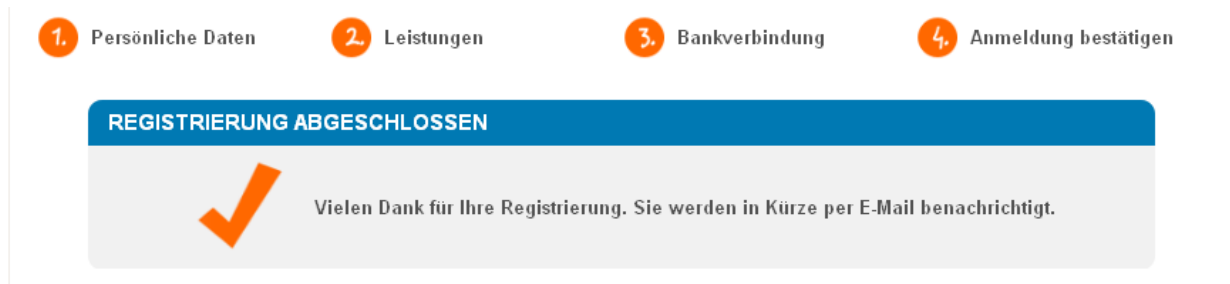 1. Persönliche Daten 2. Leistungen 3. Bankverbindung 4. Anmeldung bestätigen
REGISTRIERUNG ABGESCHLOSSEN
Vielen Dank für Ihre Registrierung. Sie werden in Kürze per E-Mail benachrichtigt.